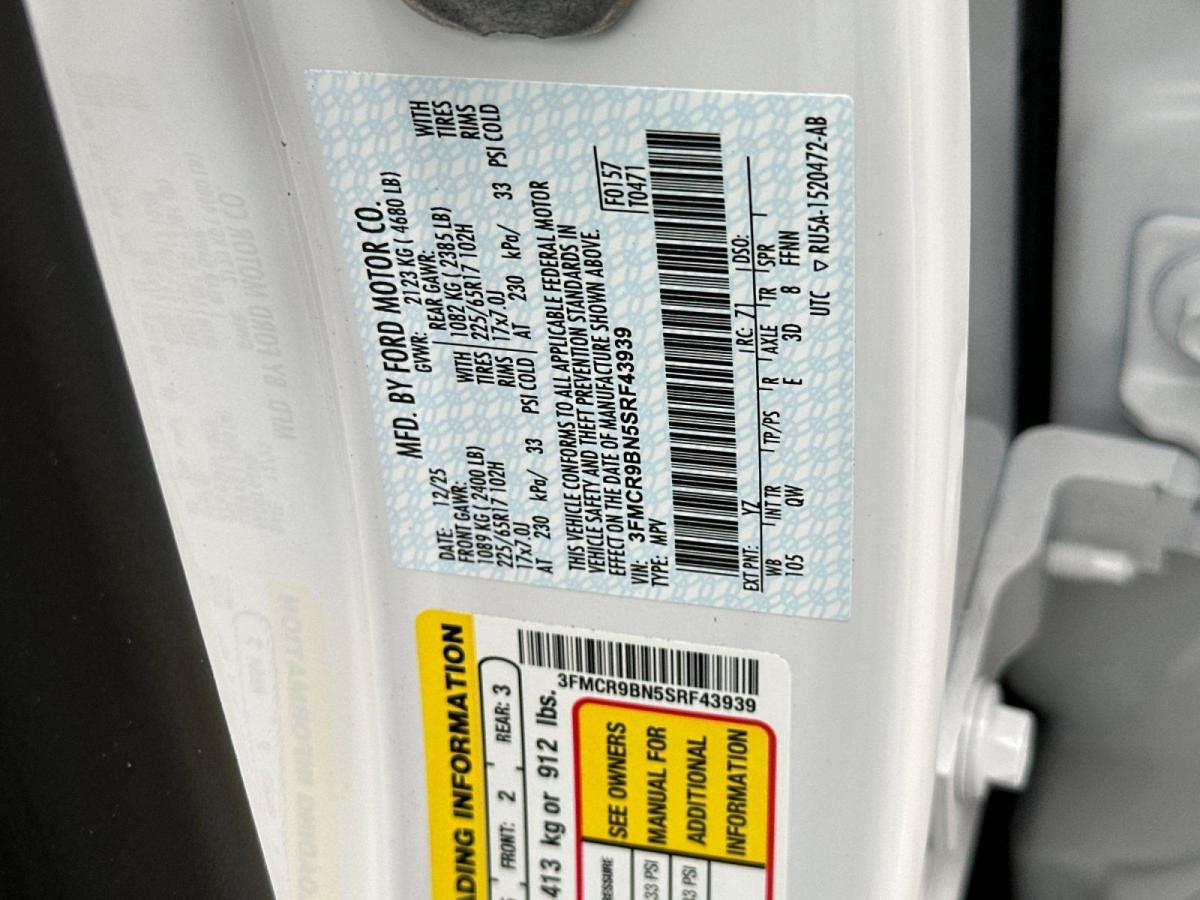 MFD. BY FORD MOTOR CO.
DATE: 12/25 GVWR: 2123 KG ( 4680 LB)
FRONT GAWR: REAR GAWR:
1089 KG ( 2400 LB) WITH 1082 KG ( 2385 LB) WITH
225/65R17 102H TIRES 225/65R17 102H TIRES
17x7.0J RIMS 17x7.0J RIMS
AT 230 kPa/ 33 PSI COLD AT 230 kPa/ 33 PSI COLD
THIS VEHICLE CONFORMS TO ALL APPLICABLE FEDERAL MOTOR
VEHICLE SAFETY AND THEFT PREVENTION STANDARDS IN
EFFECT ON THE DATE OF MANUFACTURE SHOWN ABOVE.
VIN: 3FMCR9BN5SRF43939 F0157
TYPE: MPV T0471
EXT PNT: YZ RC: 71 DSO:
WB INT TR TP/PS R AXLE TR SPR
105 QW E 3D 8 FFNN
UTC ▽ RU5A-1520472-AB
ADING INFORMATION
FRONT: 2 REAR: 3
413 kg or 912 lbs.
3FMCR9BN5SRF43939
SEE OWNERS
MANUAL FOR
ADDITIONAL
INFORMATION
33 PSI